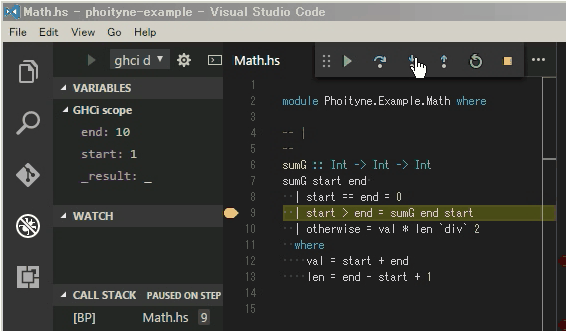 Math.hs - phoityne-example - Visual Studio Code
File Edit View Go Help
ghci d
Math.hs
VARIABLES
GHCi scope
end: 10
start: 1
_result: _
WATCH
CALL STACK PAUSED ON STEP
[BP] Math.hs 9
1
2 module Phoityne.Example.Math where
3
4 -- |
5 --
6 sumG :: Int -> Int -> Int
7 sumG start end
8 | start == end = 0
9 | start > end = sumG end start
10 | otherwise = val * len `div` 2
11 where
12 val = start + end
13 len = end - start + 1
14
15